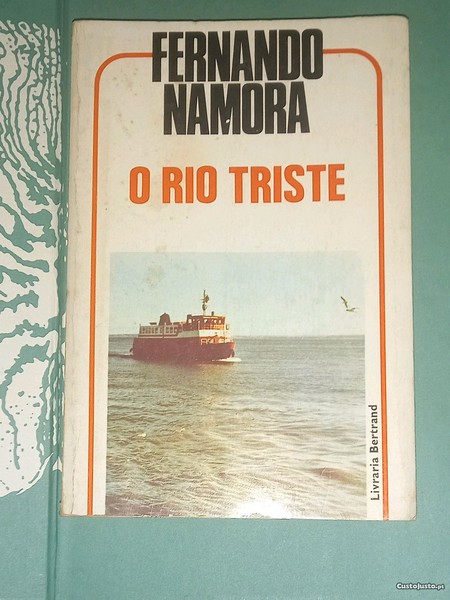 FERNANDO
NAMORA
O RIO TRISTE
Livraria Bertrand
CustoJusto.pt